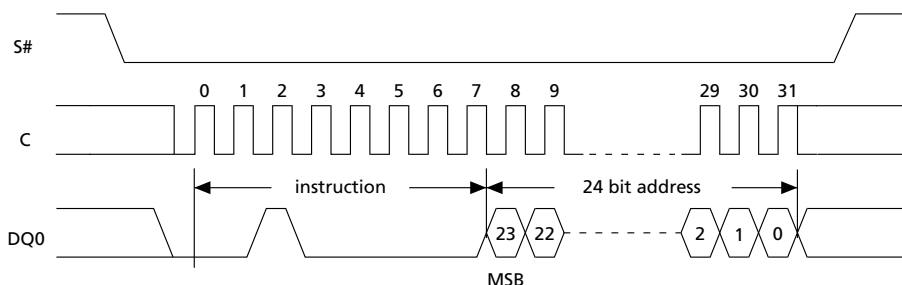 S#
0 1 2 3 4 5 6 7 8 9 29 30 31
C
instruction 24 bit address
DQ0 23 22 2 1 0
MSB